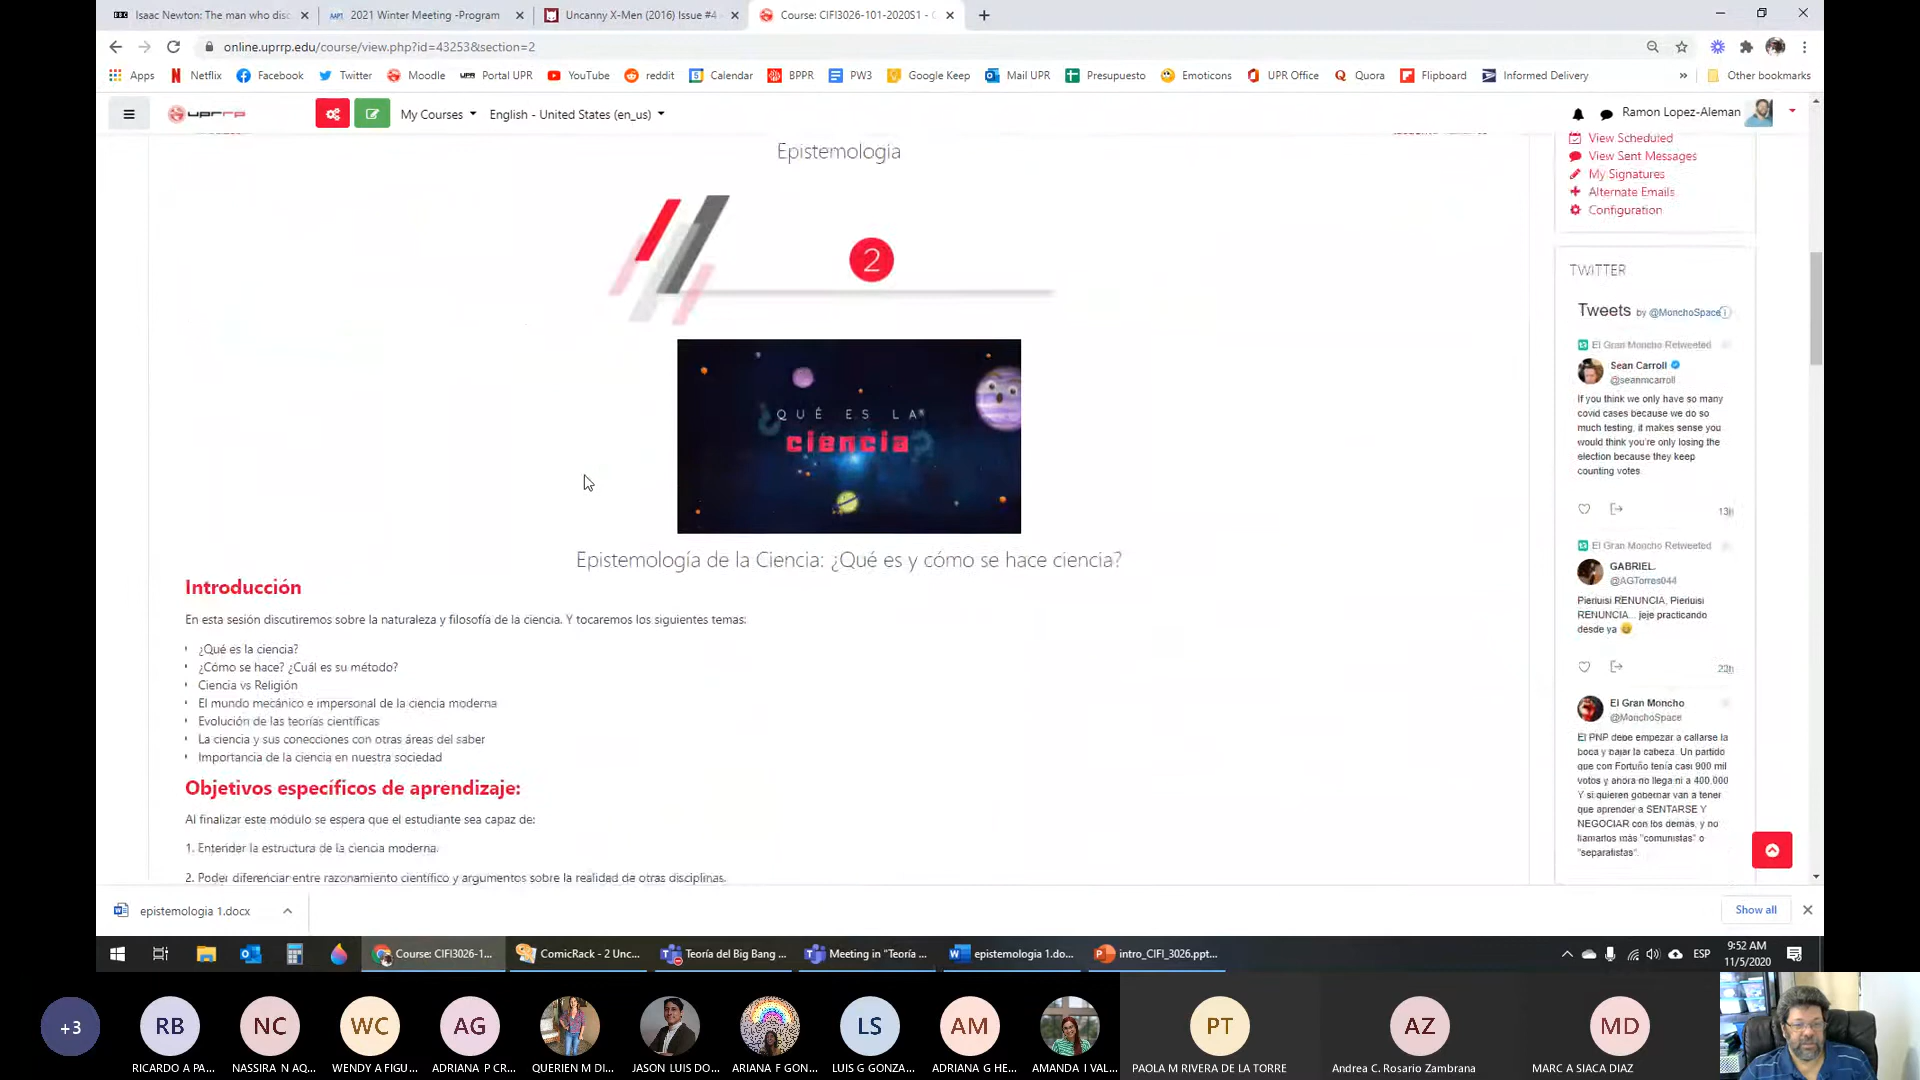 Isaac Newton: The man who disc
2021 Winter Meeting -Program
Uncanny X-Men (2016) Issue #4 -
Course: CIFI3026-101-2020S1 -
online.uprrp.edu/course/view.php?id=43253&section=2
Apps
Netflix
Facebook
Twitter
Moodle
Portal UPR
YouTube
reddit
Calendar
BPPR
PW3
Google Keep
Mail UPR
Presupuesto
Emoticons
UPR Office
Quora
Flipboard
Informed Delivery
»
Other bookmarks
uprrp
My Courses
English - United States (en_us)
Ramon Lopez-Aleman
Epistemologia
2
QUÉ ES LA
ciencia
Epistemología de la Ciencia: ¿Qué es y cómo se hace ciencia?
Introducción
En esta sesión discutiremos sobre la naturaleza y filosofía de la ciencia. Y tocaremos los siguientes temas:
¿Qué es la ciencia?
¿Cómo se hace? ¿Cuál es su método?
Ciencia vs Religión
El mundo mecánico e impersonal de la ciencia moderna
Evolución de las teorías científicas
La ciencia y sus conecciones con otras áreas del saber
Importancia de la ciencia en nuestra sociedad
Objetivos específicos de aprendizaje:
Al finalizar este módulo se espera que el estudiante sea capaz de:
1. Entender la estructura de la ciencia moderna.
2. Poder diferenciar entre razonamiento científico y argumentos sobre la realidad de otras disciplinas.
View Scheduled
View Sent Messages
My Signatures
Alternate Emails
Configuration
TWITTER
Tweets by @MonchoSpace
El Gran Moncho Retweeted
Sean Carroll
@seanmcarroll
If you think we only have so many
covid cases because we do so
much testing, it makes sense you
would think you're only losing the
election because they keep
counting votes
13h
El Gran Moncho Retweeted
GABRIEL.
@AGTorres044
Pierluisi RENUNCIA, Pierluisi
RENUNCIA... jeje practicando
desde ya
22h
El Gran Moncho
@MonchoSpace
El PNP debe empezar a callarse la
boca y bajar la cabeza. Un partido
que con Fortuño tenía casi 900 mil
votos y ahora no llega ni a 400,000
Y si quieren gobernar van a tener
que aprender a SENTARSE Y
NEGOCIAR con los demás, y no
llamarlos más "comunistas" o
"separatistas".
epistemologia 1.docx
Show all
Course: CIFI3026-1...
ComicRack - 2 Unc...
Teoría del Big Bang ...
Meeting in "Teoría ...
epistemologia 1.do...
intro_CIFI_3026.ppt...
ESP
9:52 AM
11/5/2020
+3
RB
NC
WC
AG
LS
AM
PT
AZ
MD
RICARDO A PA...
NASSIRA N AQ...
WENDY A FIGU...
ADRIANA P CR...
QUERIEN M DI...
JASON LUIS DO...
ARIANA F GON...
LUIS G GONZA...
ADRIANA G HE...
AMANDA I VAL...
PAOLA M RIVERA DE LA TORRE
Andrea C. Rosario Zambrana
MARC A SIACA DIAZ